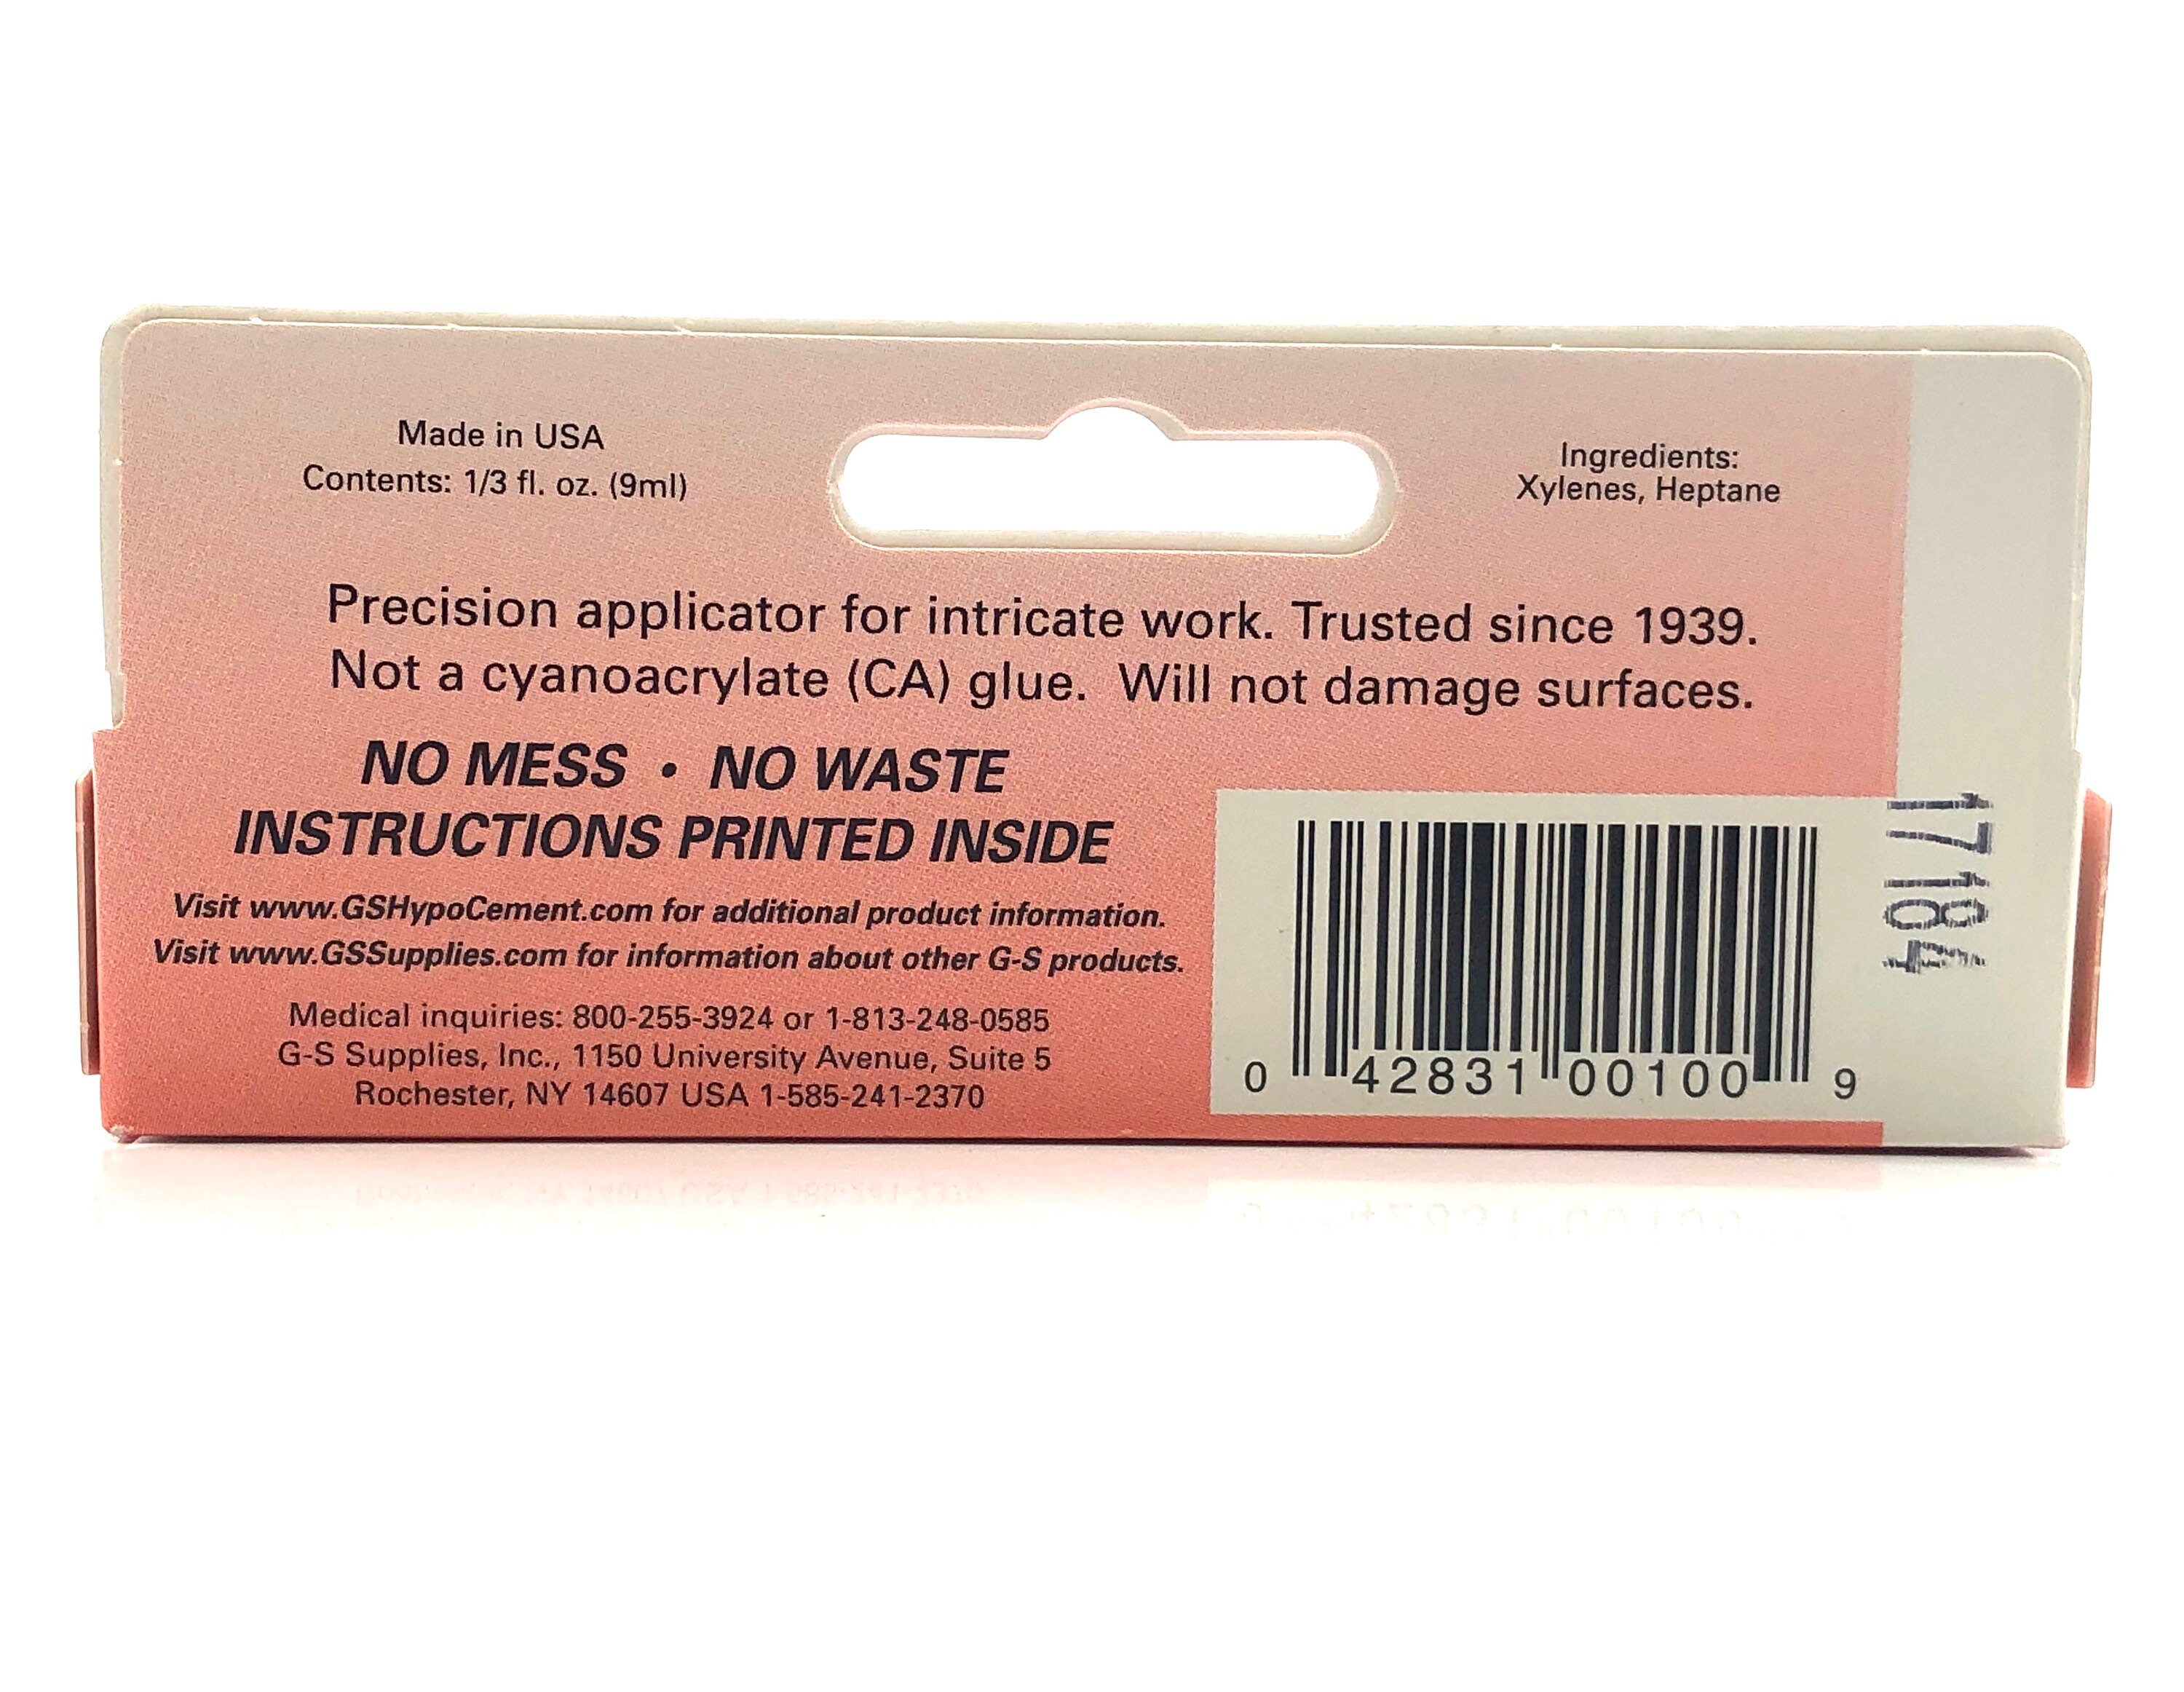 Made in USA
Contents: 1/3 fl. oz. (9ml)
Ingredients:
Xylenes, Heptane
Precision applicator for intricate work. Trusted since 1939.
Not a cyanoacrylate (CA) glue. Will not damage surfaces.
NO MESS • NO WASTE
INSTRUCTIONS PRINTED INSIDE
Visit www.GSHypoCement.com for additional product information.
Visit www.GSSupplies.com for information about other G-S products.
Medical inquiries: 800-255-3924 or 1-813-248-0585
G-S Supplies, Inc., 1150 University Avenue, Suite 5
Rochester, NY 14607 USA 1-585-241-2370
0 42831 00100 9
17184